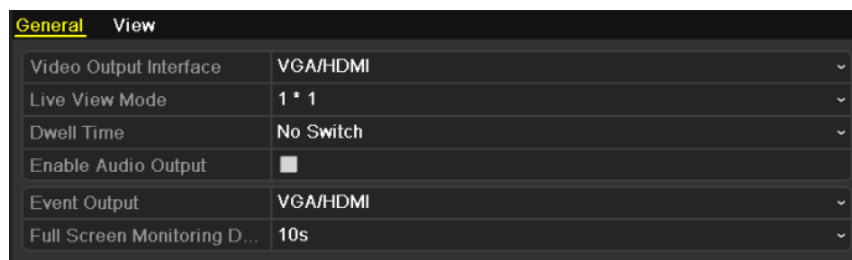 General View
Video Output Interface VGA/HDMI
Live View Mode 1 * 1
Dwell Time No Switch
Enable Audio Output
Event Output VGA/HDMI
Full Screen Monitoring D... 10s